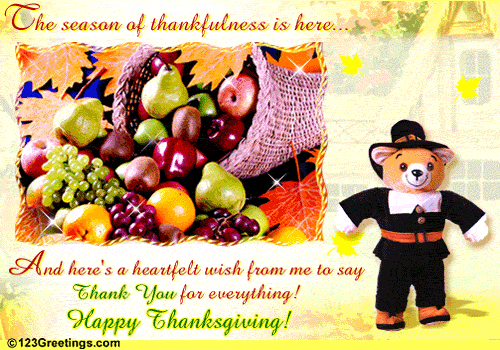 The season of thankfulness is here...
And here's a heartfelt wish from me to say
Thank You for everything!
Happy Thanksgiving!
©123Greetings.com